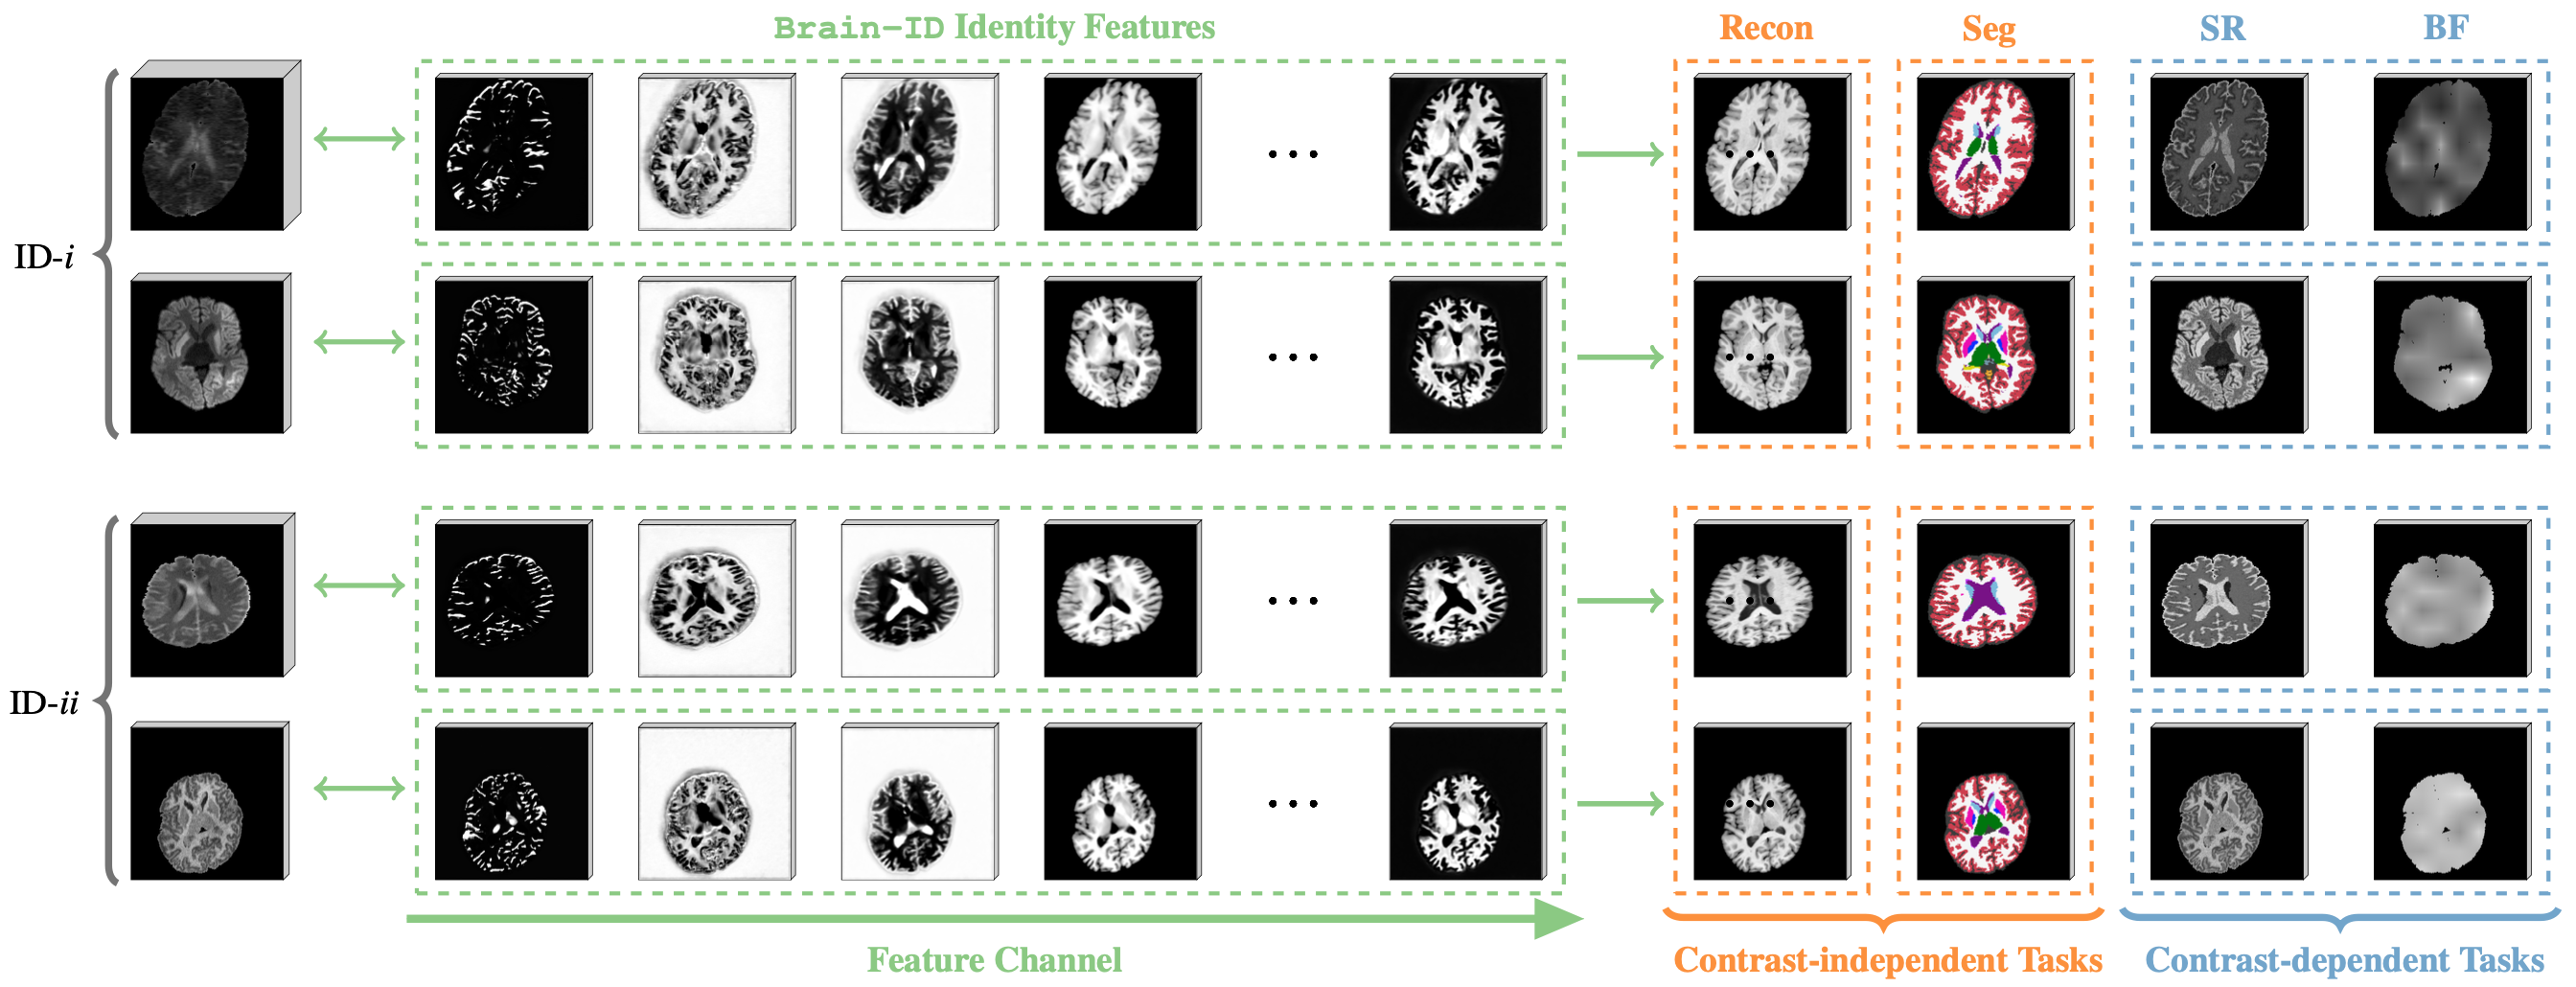 Brain-ID Identity Features
Recon
Seg
SR
BF
ID-i
ID-ii
Feature Channel
Contrast-independent Tasks
Contrast-dependent Tasks